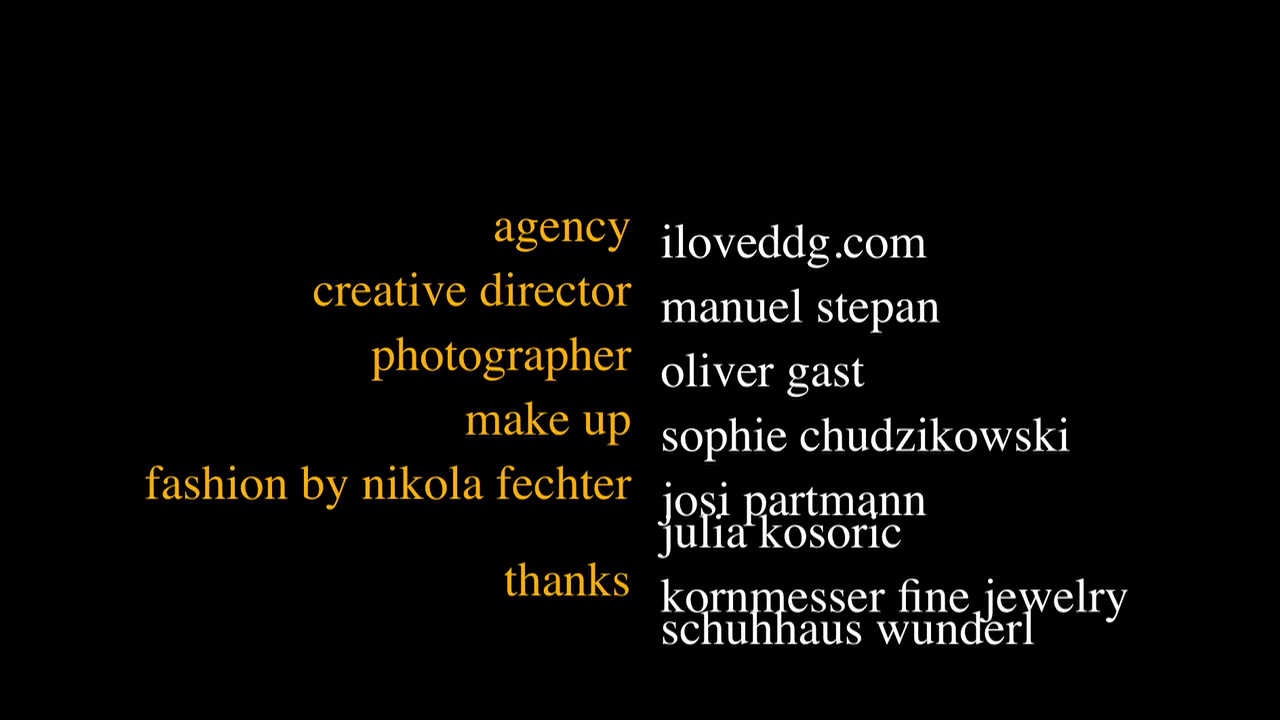 agency iloveddg.com
creative director manuel stepan
photographer oliver gast
make up sophie chudzikowski
fashion by nikola fechter josi partmann
julia kosoric
thanks kornmesser fine jewelry
schuhhaus wunderl